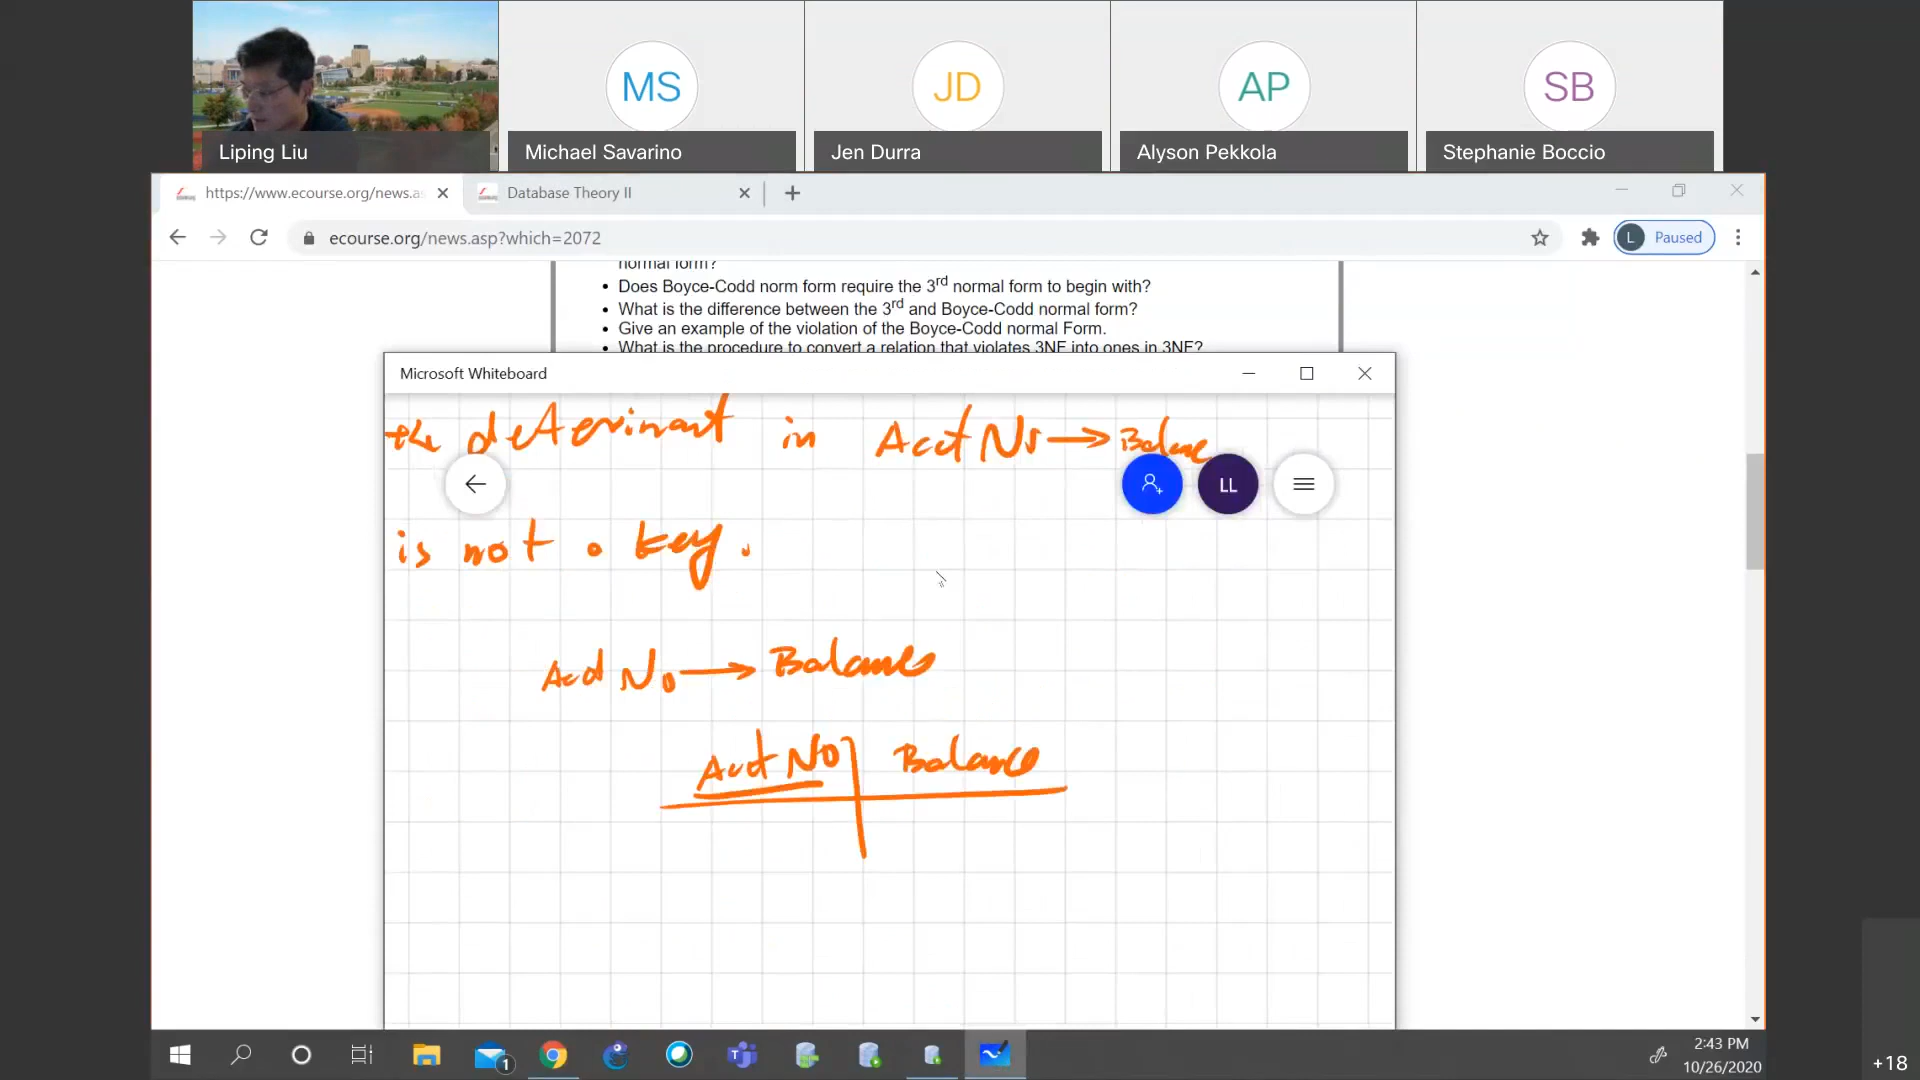 MS
JD
AP
SB
Liping Liu
Michael Savarino
Jen Durra
Alyson Pekkola
Stephanie Boccio
https://www.ecourse.org/news.a
Database Theory II
ecourse.org/news.asp?which=2072
L Paused
normal form?
• Does Boyce-Codd norm form require the 3rd normal form to begin with?
• What is the difference between the 3rd and Boyce-Codd normal form?
• Give an example of the violation of the Boyce-Codd normal Form.
• What is the procedure to convert a relation that violates 3NF into ones in 3NF?
Microsoft Whiteboard
the determinant in Acct No → Balance
LL
is not a key.
Acct No → Balance
Acct No Balance
1
2:43 PM
10/26/2020
+18